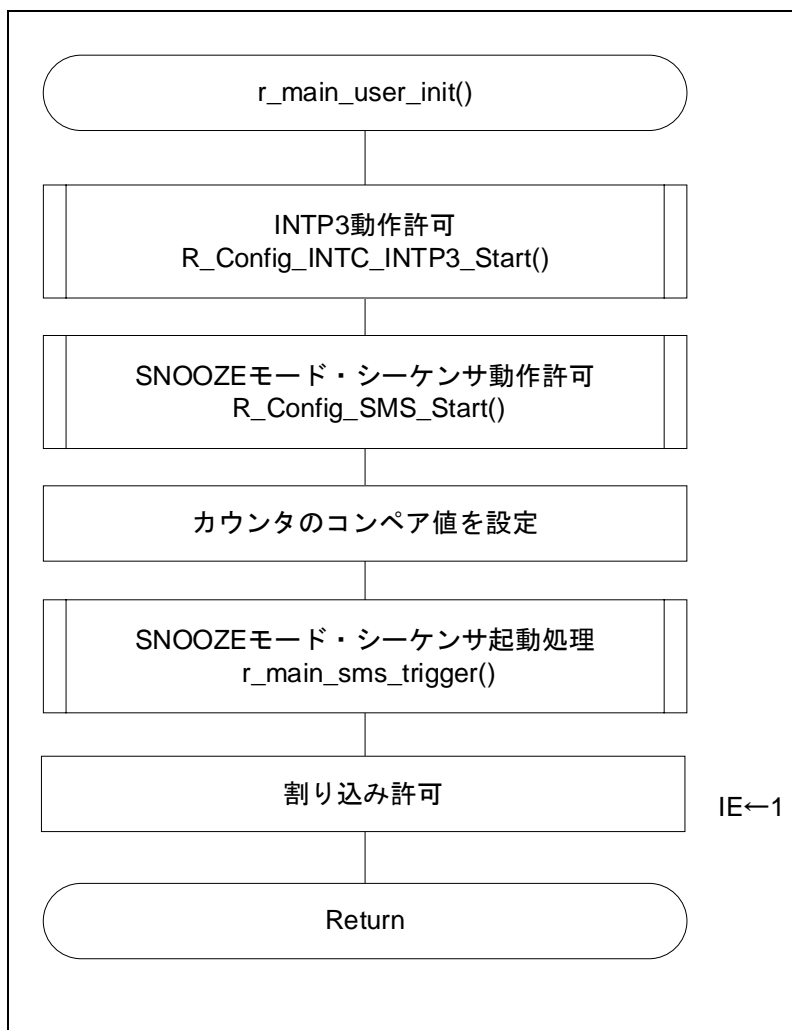 r_main_user_init()
INTP3動作許可
R_Config_INTC_INTP3_Start()
SNOOZEモード・シーケンサ動作許可
R_Config_SMS_Start()
カウンタのコンペア値を設定
SNOOZEモード・シーケンサ起動処理
r_main_sms_trigger()
割り込み許可
IE←1
Return